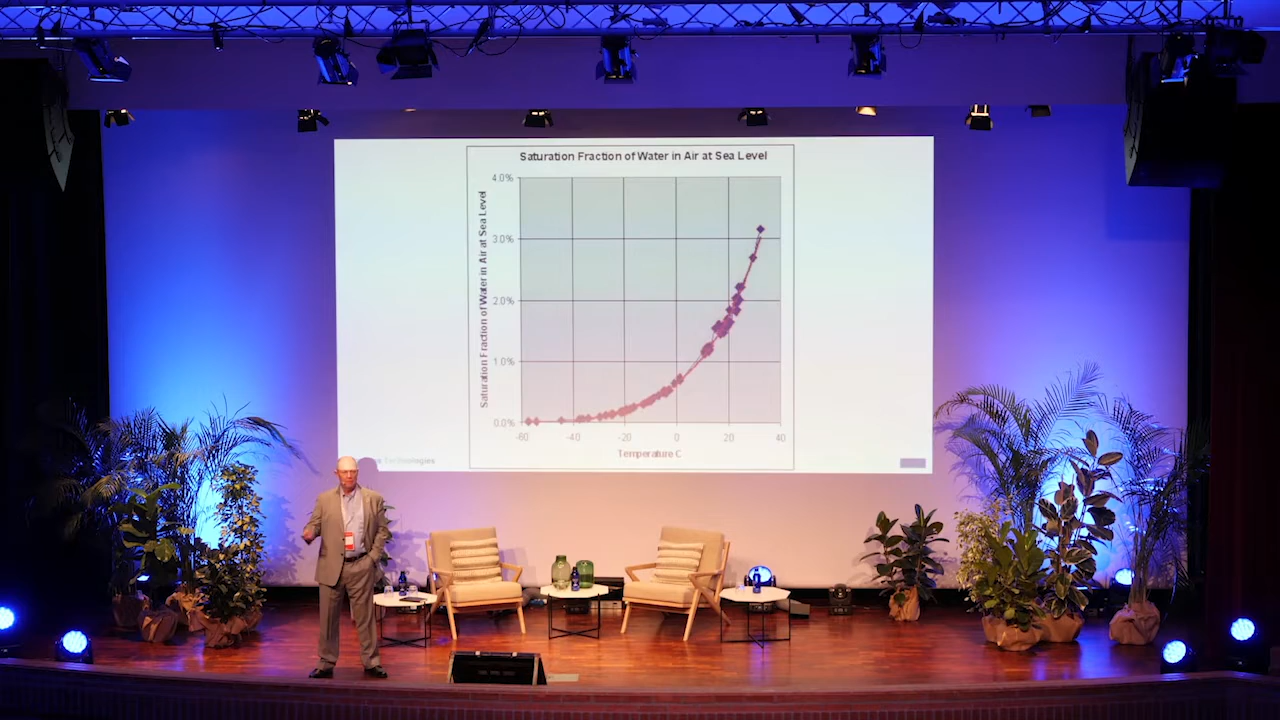 Saturation Fraction of Water in Air at Sea Level
Saturation Fraction of Water in Air at Sea Level
4.0%
3.0%
2.0%
1.0%
0.0%
-60 -40 -20 0 20 40
Temperature C
Technologies